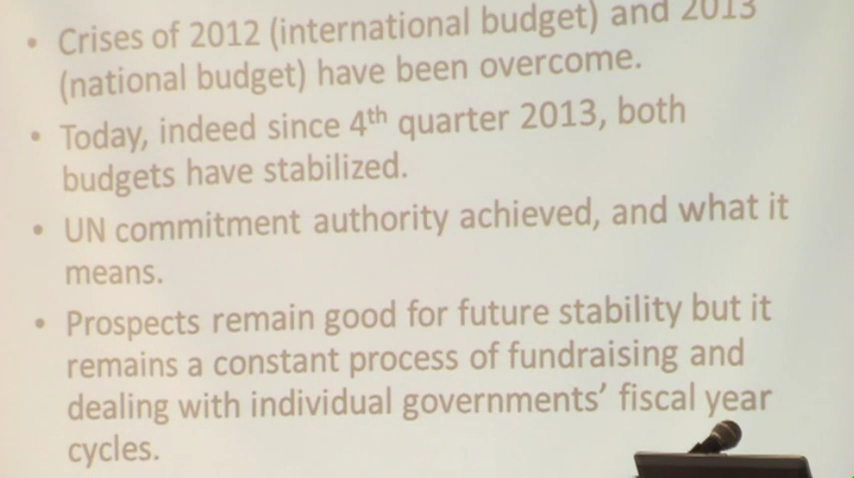 • Crises of 2012 (international budget) and 2013
(national budget) have been overcome.
• Today, indeed since 4th quarter 2013, both
budgets have stabilized.
• UN commitment authority achieved, and what it
means.
• Prospects remain good for future stability but it
remains a constant process of fundraising and
dealing with individual governments’ fiscal year
cycles.